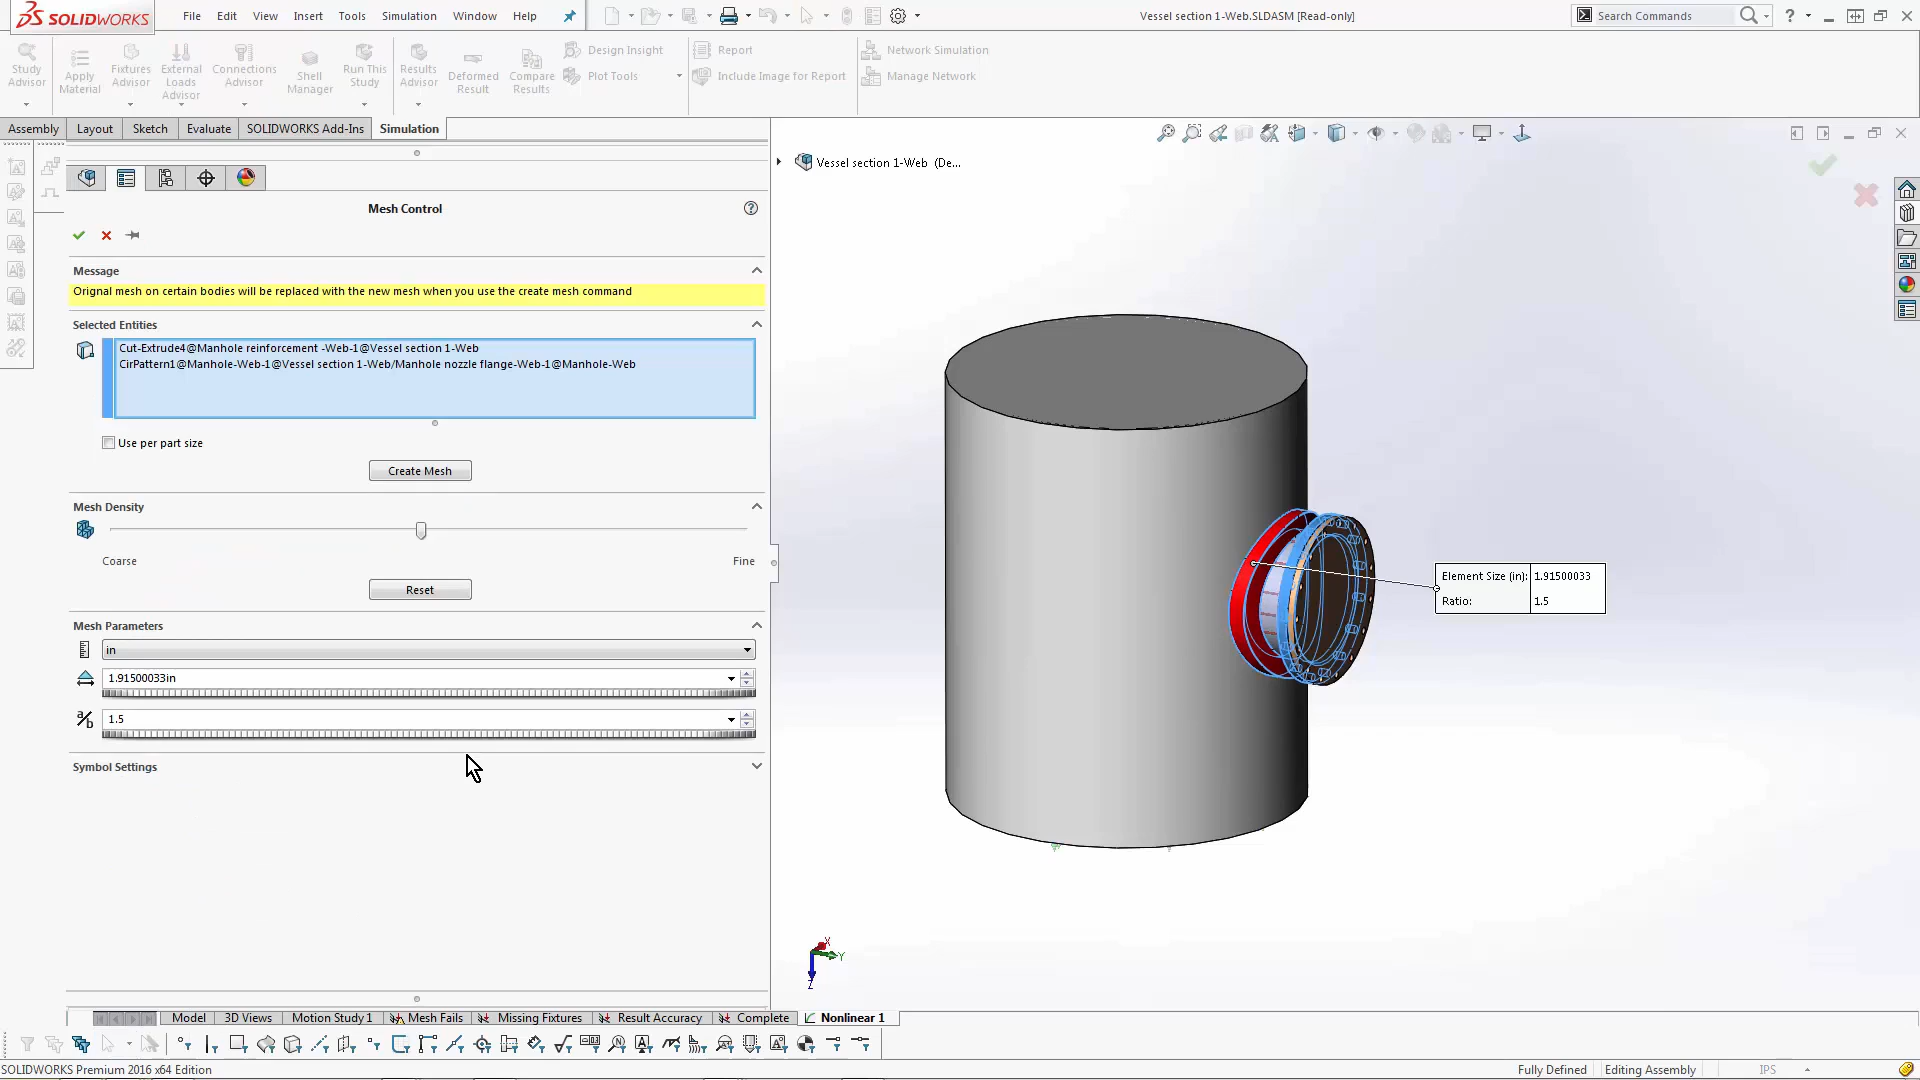 SOLIDWORKS
File Edit View Insert Tools Simulation Window Help
Vessel section 1-Web.SLDASM [Read-only]
Search Commands
Study Advisor
Apply Material
Fixtures Advisor
External Loads Advisor
Connections Advisor
Shell Manager
Run This Study
Results Advisor
Deformed Result
Compare Results
Design Insight
Plot Tools
Report
Include Image for Report
Network Simulation
Manage Network
Assembly Layout Sketch Evaluate SOLIDWORKS Add-Ins Simulation
Vessel section 1-Web (De...
Mesh Control
Message
Orignal mesh on certain bodies will be replaced with the new mesh when you use the create mesh command
Selected Entities
Cut-Extrude4@Manhole reinforcement -Web-1@Vessel section 1-Web
CirPattern1@Manhole-Web-1@Vessel section 1-Web/Manhole nozzle flange-Web-1@Manhole-Web
Use per part size
Create Mesh
Mesh Density
Coarse Fine
Reset
Mesh Parameters
in
1.91500033in
a/b 1.5
Symbol Settings
Element Size (in): 1.91500033
Ratio: 1.5
X
Y
Z
Model 3D Views Motion Study 1 Mesh Fails Missing Fixtures Result Accuracy Complete Nonlinear 1
SOLIDWORKS Premium 2016 x64 Edition
Fully Defined Editing Assembly IPS